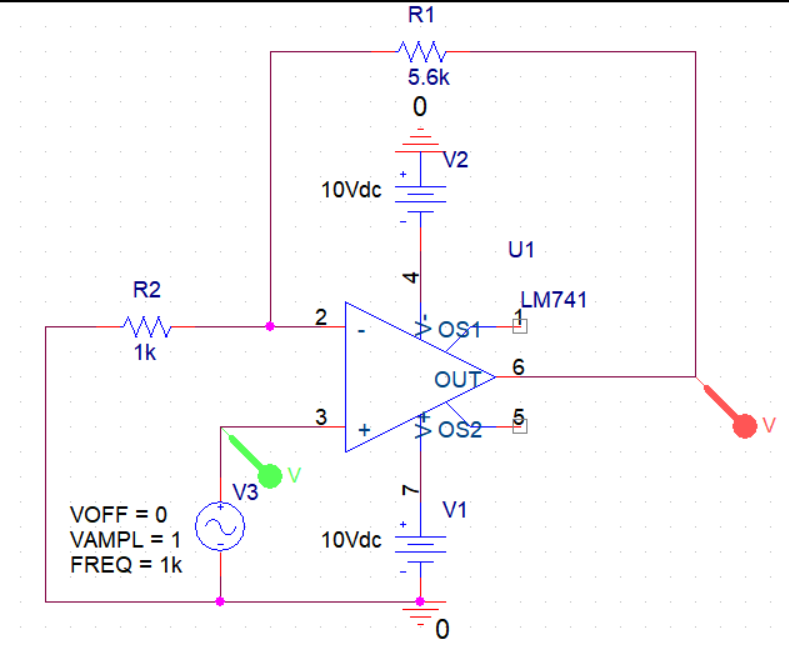 R1
5.6k
0
V2
+
10Vdc
-
U1
4
R2
LM741
1k
2
-
V-
OS1
1
OUT
6
3
+
V+
OS2
5
V
V
V3
7
V1
+
VOFF = 0
VAMPL = 1
FREQ = 1k
+
-
10Vdc
-
0